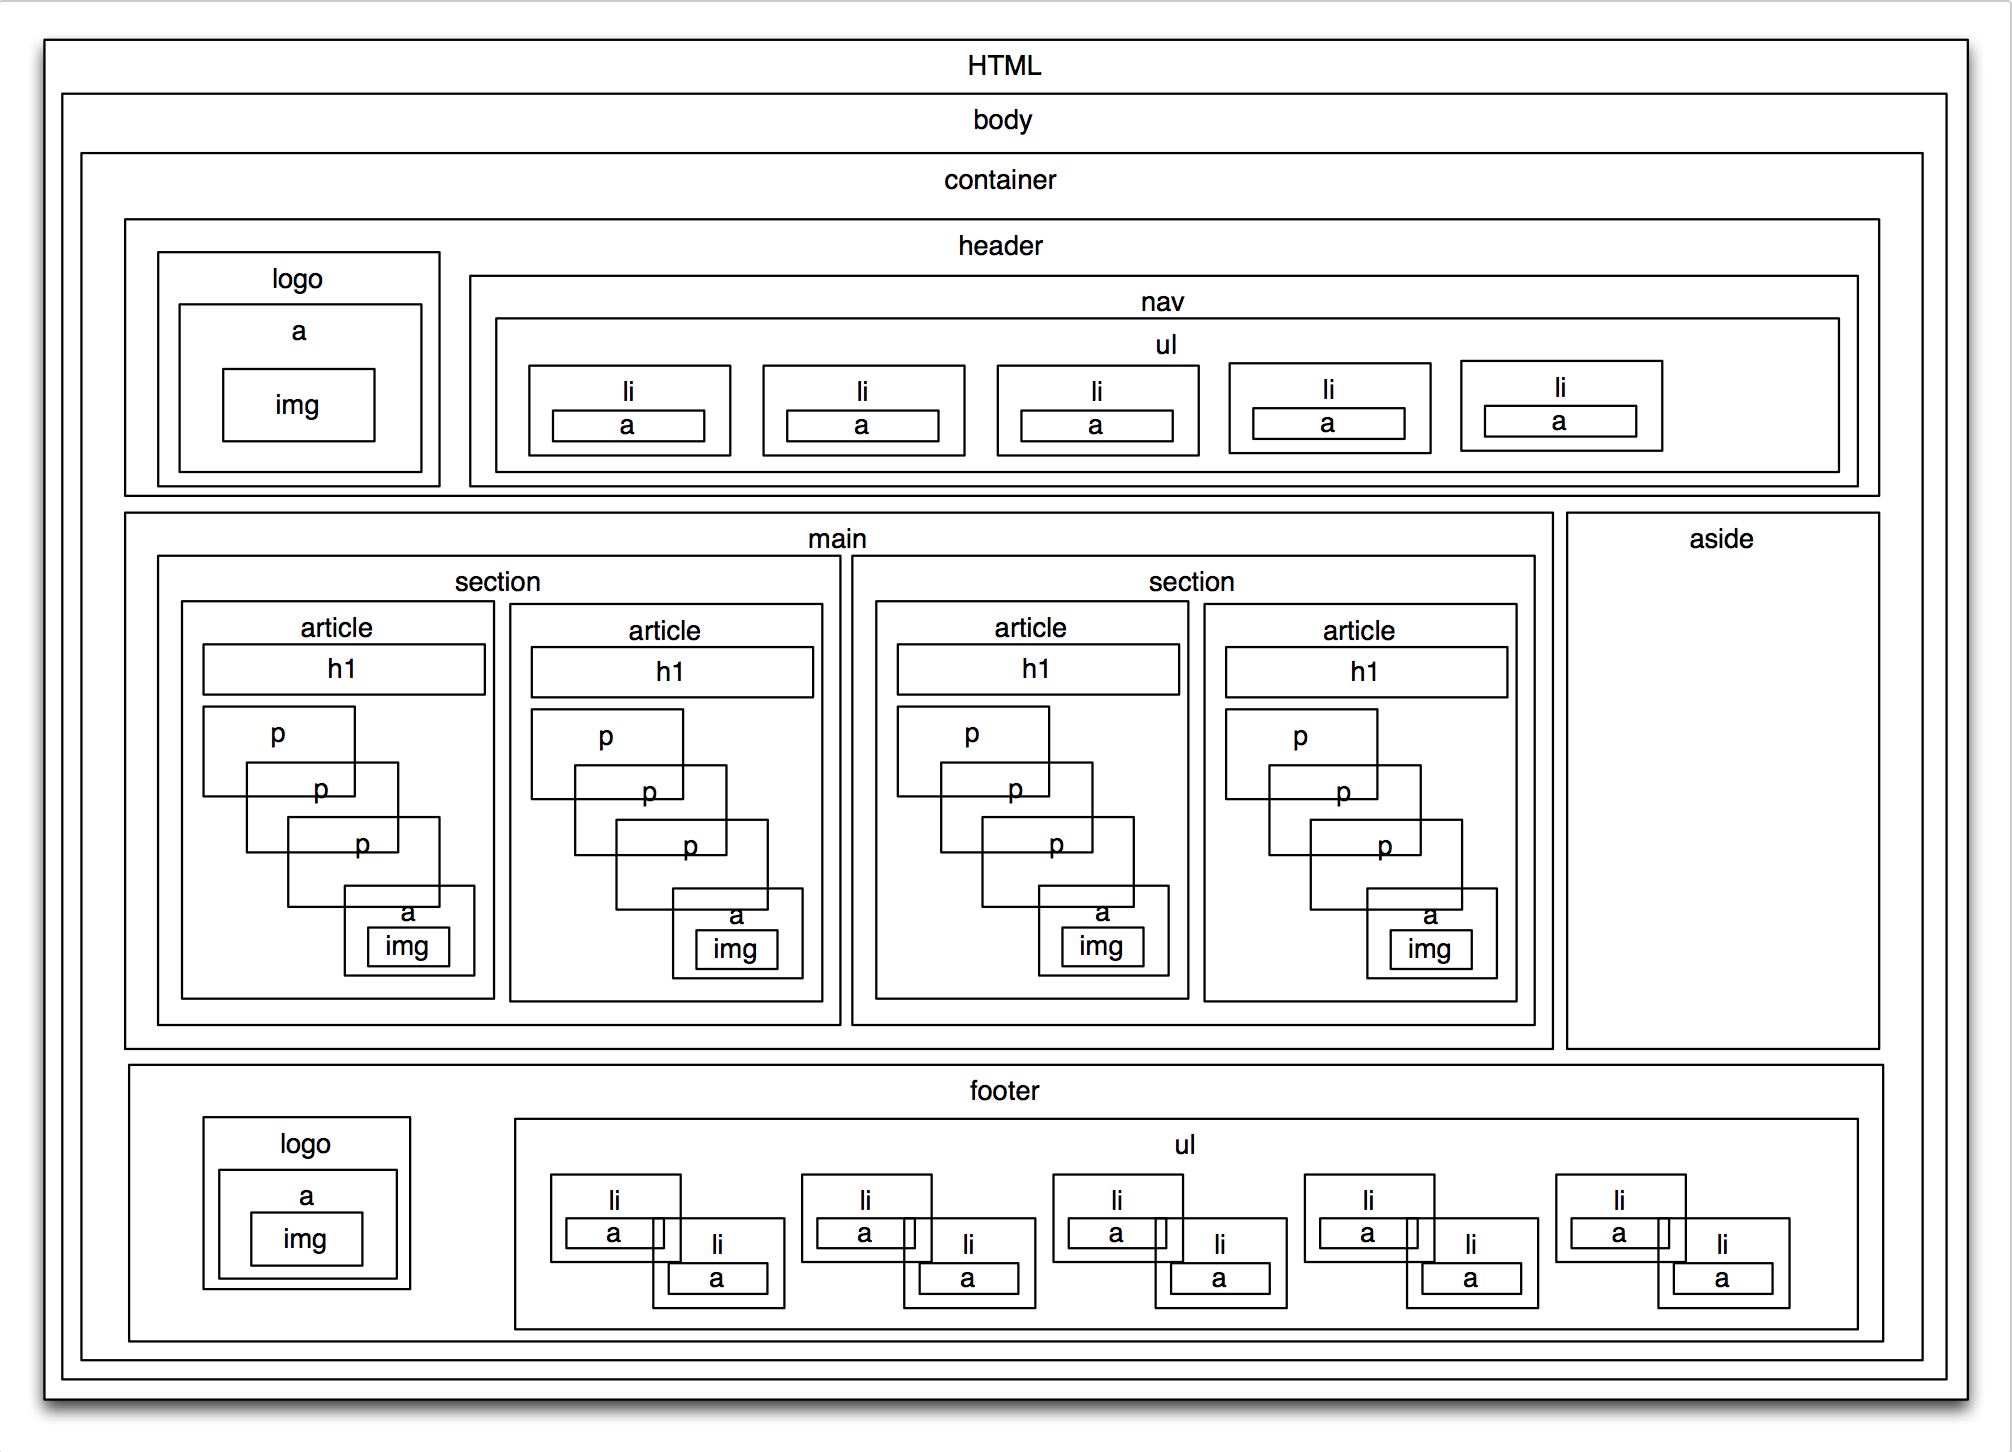 HTML
body
container
header
logo
nav
a
ul
img
li li li li li
a a a a a
main
aside
section section
article article article article
h1 h1 h1 h1
p p p p
p p p p
p p p p
a a a a
img img img img
footer
logo
ul
a
li li li li li
img
a a a a a
li li li li li
a a a a a